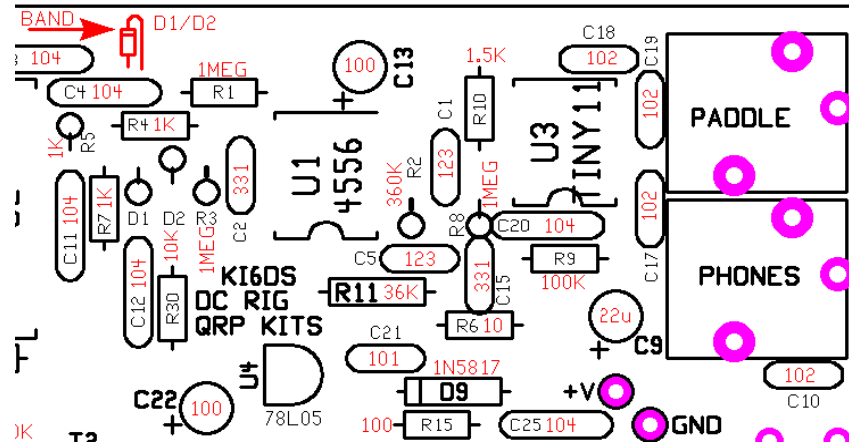 BAND
D1/D2
104
C4 104
1MEG
R1
R4 1K
1K
R5
C13
100
1.5K
R10
C18
102
C19
102
PADDLE
U1
4556
C1
123
R2
360K
U3
TINY11
1MEG
R8
C20 104
331
C2
R7 1K
C11 104
D1
D2
R3
1MEG
10K
C12 104
R30
KI6DS
DC RIG
QRP KITS
C5 123
R11 36K
331
C15
R9
100K
102
C17
PHONES
R6 10
22u
C9
C21
101
U4
78L05
C22
100
1N5817
D9
+V
102
C10
100 R15
C25 104
GND